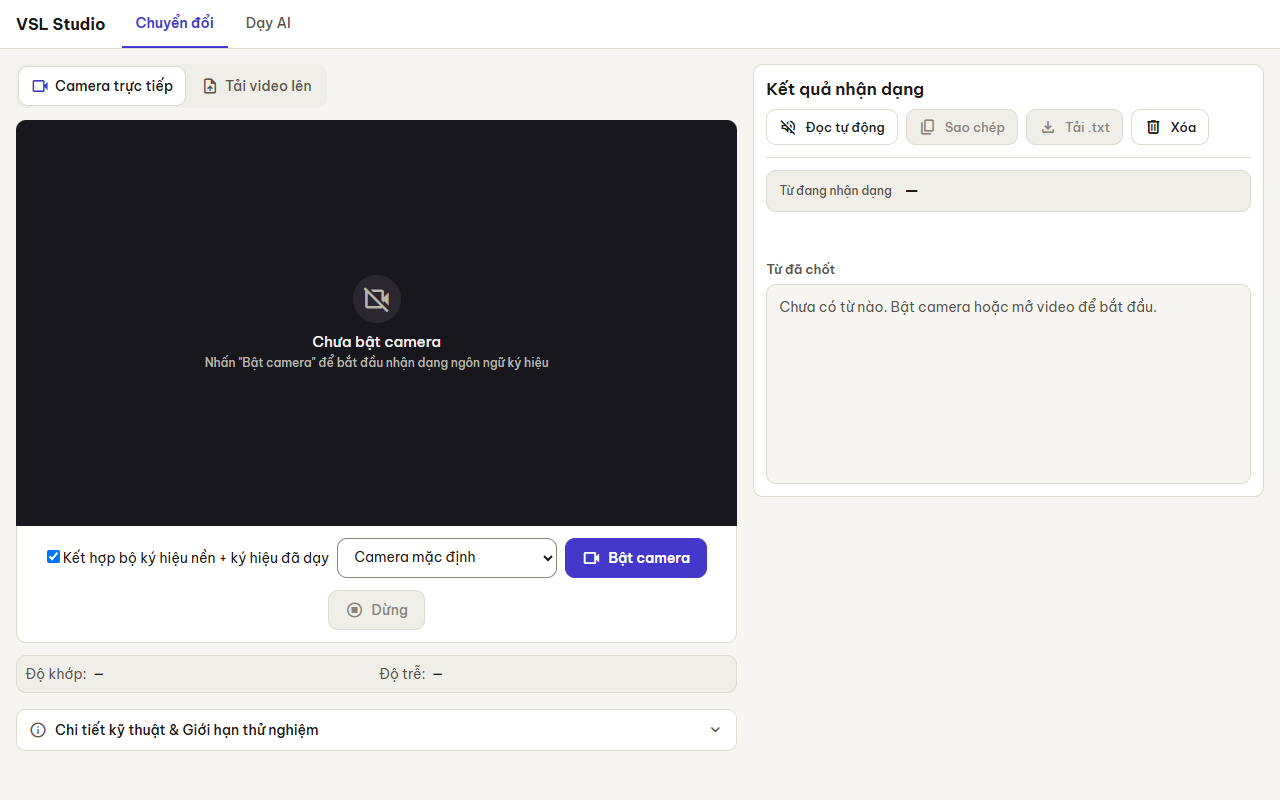 VSL Studio
Chuyển đổi
Dạy AI
Camera trực tiếp
Tải video lên
Chưa bật camera
Nhấn "Bật camera" để bắt đầu nhận dạng ngôn ngữ ký hiệu
Kết hợp bộ ký hiệu nền + ký hiệu đã dạy
Camera mặc định
Bật camera
Dừng
Độ khớp: –
Độ trễ: –
Chi tiết kỹ thuật & Giới hạn thử nghiệm
Kết quả nhận dạng
Đọc tự động
Sao chép
Tải .txt
Xóa
Từ đang nhận dạng —
Từ đã chốt
Chưa có từ nào. Bật camera hoặc mở video để bắt đầu.